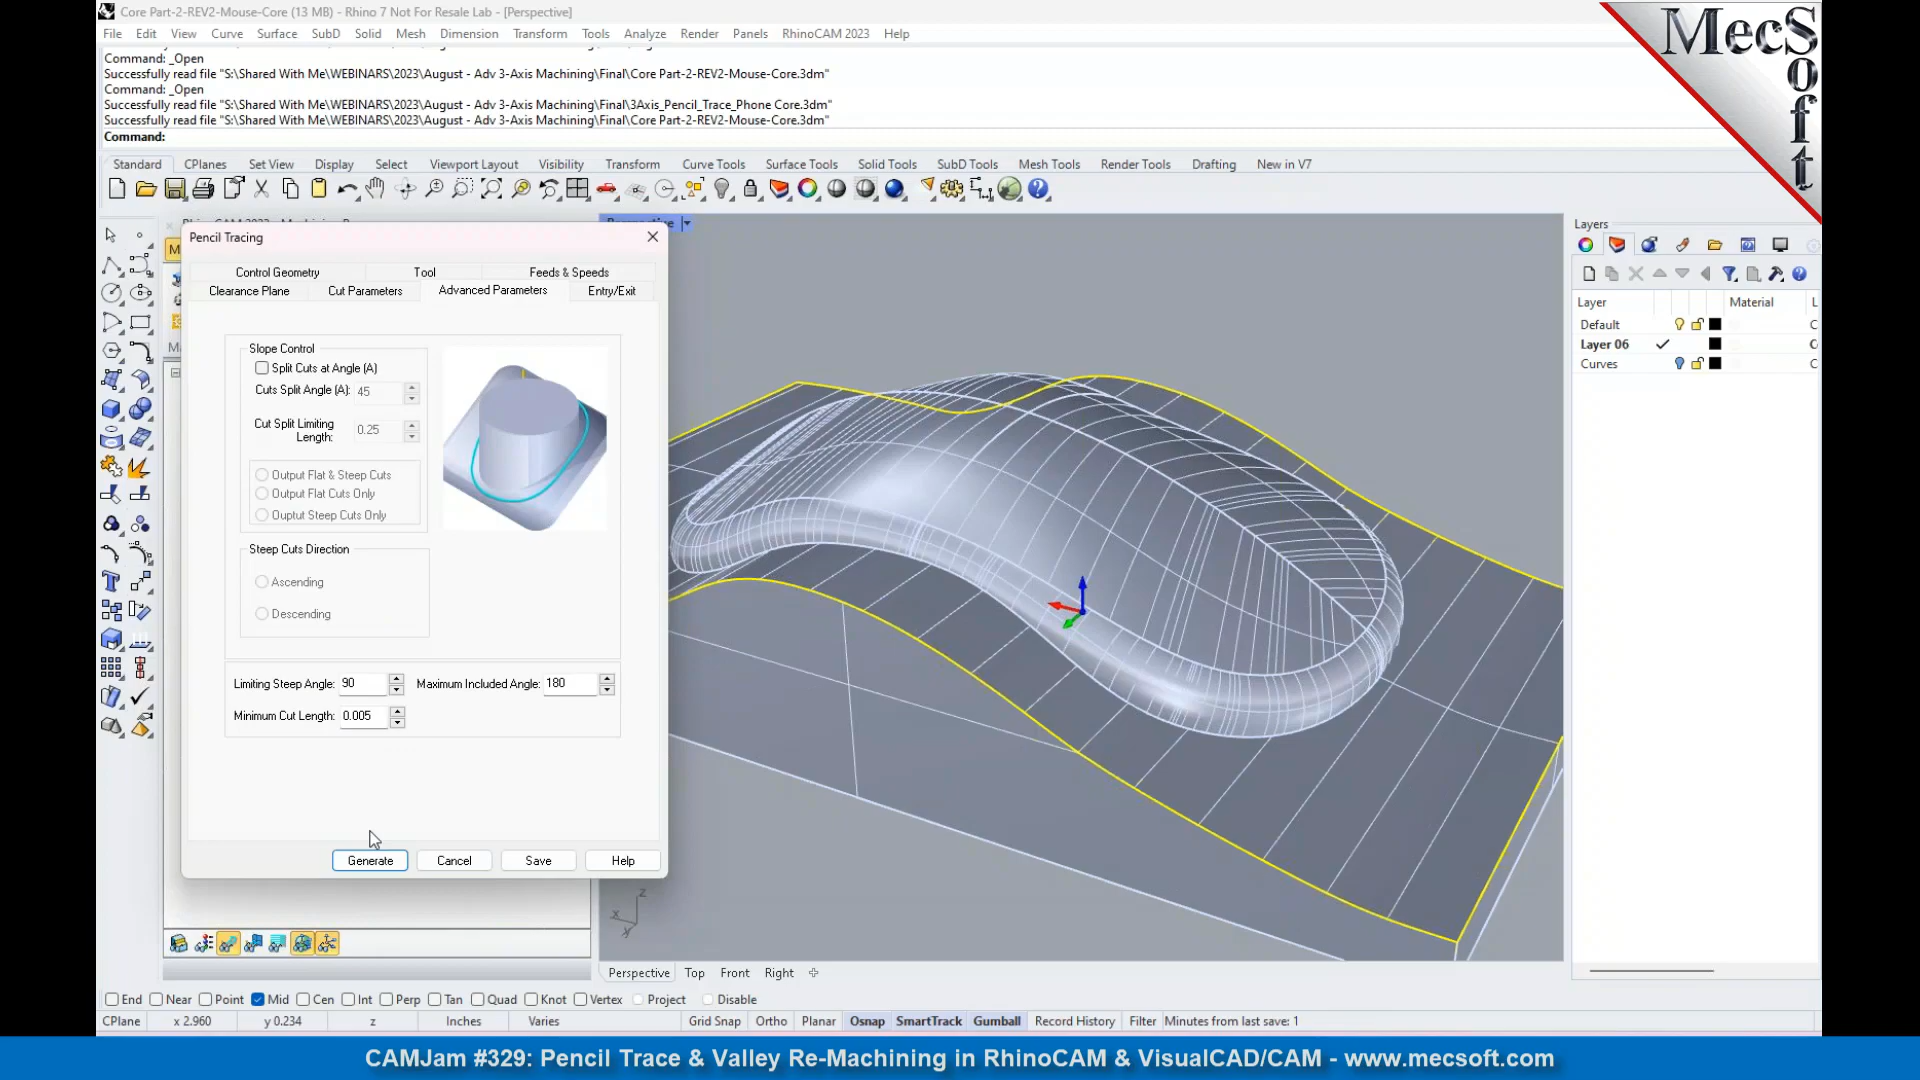 Core Part-2-REV2-Mouse-Core (13 MB) - Rhino 7 Not For Resale Lab - [Perspective]
File Edit View Curve Surface SubD Solid Mesh Dimension Transform Tools Analyze Render Panels RhinoCAM 2023 Help
Command: _Open
Successfully read file "S:\Shared With Me\WEBINARS\2023\August - Adv 3-Axis Machining\Final\Core Part-2-REV2-Mouse-Core.3dm"
Command: _Open
Successfully read file "S:\Shared With Me\WEBINARS\2023\August - Adv 3-Axis Machining\Final\3Axis_Pencil_Trace_Phone Core.3dm"
Successfully read file "S:\Shared With Me\WEBINARS\2023\August - Adv 3-Axis Machining\Final\Core Part-2-REV2-Mouse-Core.3dm"
Command:
MecSoft
Standard CPlanes Set View Display Select Viewport Layout Visibility Transform Curve Tools Surface Tools Solid Tools SubD Tools Mesh Tools Render Tools Drafting New in V7
Pencil Tracing
Control Geometry Tool Feeds & Speeds
Clearance Plane Cut Parameters Advanced Parameters Entry/Exit
Slope Control
Split Cuts at Angle (A)
Cuts Split Angle (A): 45
Cut Split Limiting
Length: 0.25
Output Flat & Steep Cuts
Output Flat Cuts Only
Ouptut Steep Cuts Only
Steep Cuts Direction
Ascending
Descending
Limiting Steep Angle: 90 Maximum Included Angle: 180
Minimum Cut Length: 0.005
Generate Cancel Save Help
Layers
Layer Material L
Default C
Layer 06 C
Curves C
z
x
y
Perspective Top Front Right
End Near Point Mid Cen Int Perp Tan Quad Knot Vertex Project Disable
CPlane x 2.960 y 0.234 z Inches Varies Grid Snap Ortho Planar Osnap SmartTrack Gumball Record History Filter Minutes from last save: 1
CAMJam #329: Pencil Trace & Valley Re-Machining in RhinoCAM & VisualCAD/CAM - www.mecsoft.com